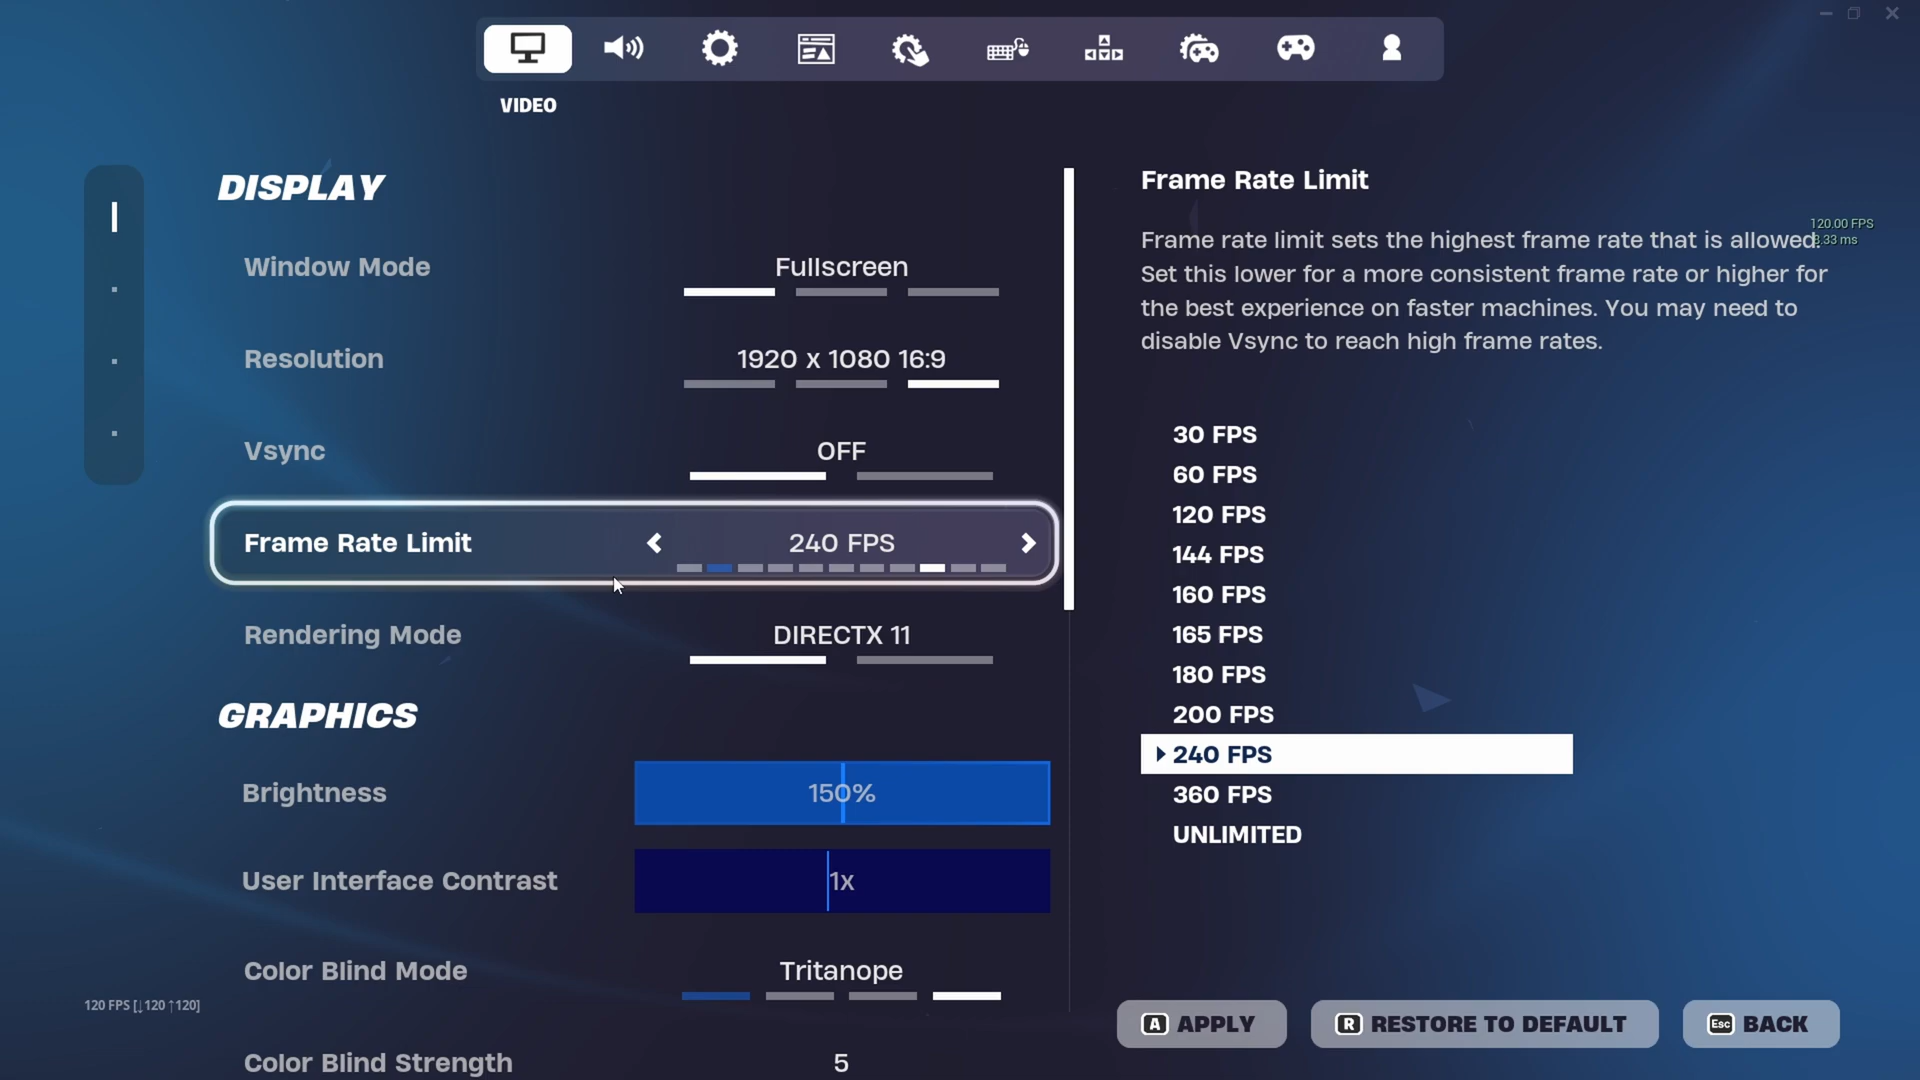 VIDEO
DISPLAY
Window Mode
Fullscreen
Resolution
1920 x 1080 16:9
Vsync
OFF
Frame Rate Limit
240 FPS
Rendering Mode
DIRECTX 11
GRAPHICS
Brightness
150%
User Interface Contrast
1x
Color Blind Mode
Tritanope
Color Blind Strength
5
120 FPS [↓120 ↑120]
Frame Rate Limit
120.00 FPS
8.33 ms
Frame rate limit sets the highest frame rate that is allowed.
Set this lower for a more consistent frame rate or higher for
the best experience on faster machines. You may need to
disable Vsync to reach high frame rates.
30 FPS
60 FPS
120 FPS
144 FPS
160 FPS
165 FPS
180 FPS
200 FPS
240 FPS
360 FPS
UNLIMITED
A APPLY
R RESTORE TO DEFAULT
Esc BACK